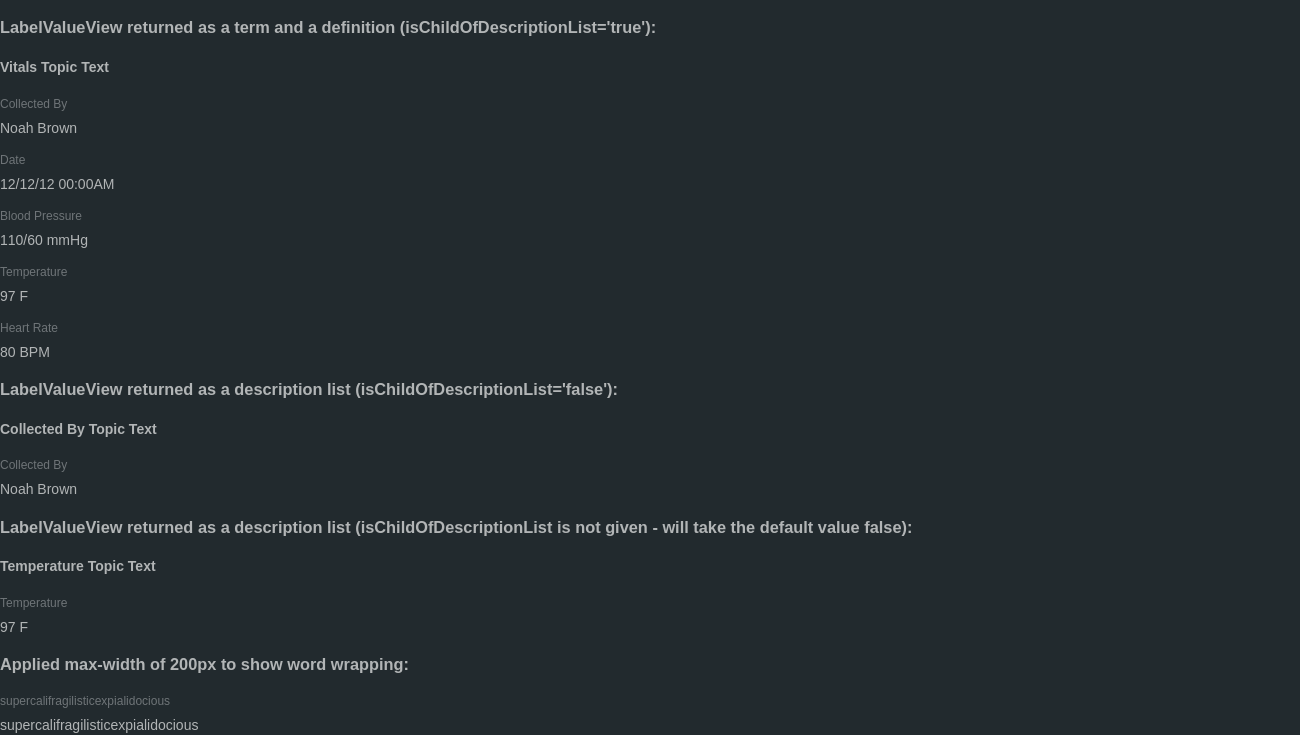 LabelValueView returned as a term and a definition (isChildOfDescriptionList='true'):
Vitals Topic Text
Collected By
Noah Brown
Date
12/12/12 00:00AM
Blood Pressure
110/60 mmHg
Temperature
97 F
Heart Rate
80 BPM
LabelValueView returned as a description list (isChildOfDescriptionList='false'):
Collected By Topic Text
Collected By
Noah Brown
LabelValueView returned as a description list (isChildOfDescriptionList is not given - will take the default value false):
Temperature Topic Text
Temperature
97 F
Applied max-width of 200px to show word wrapping:
supercalifragilisticexpialidocious
supercalifragilisticexpialidocious